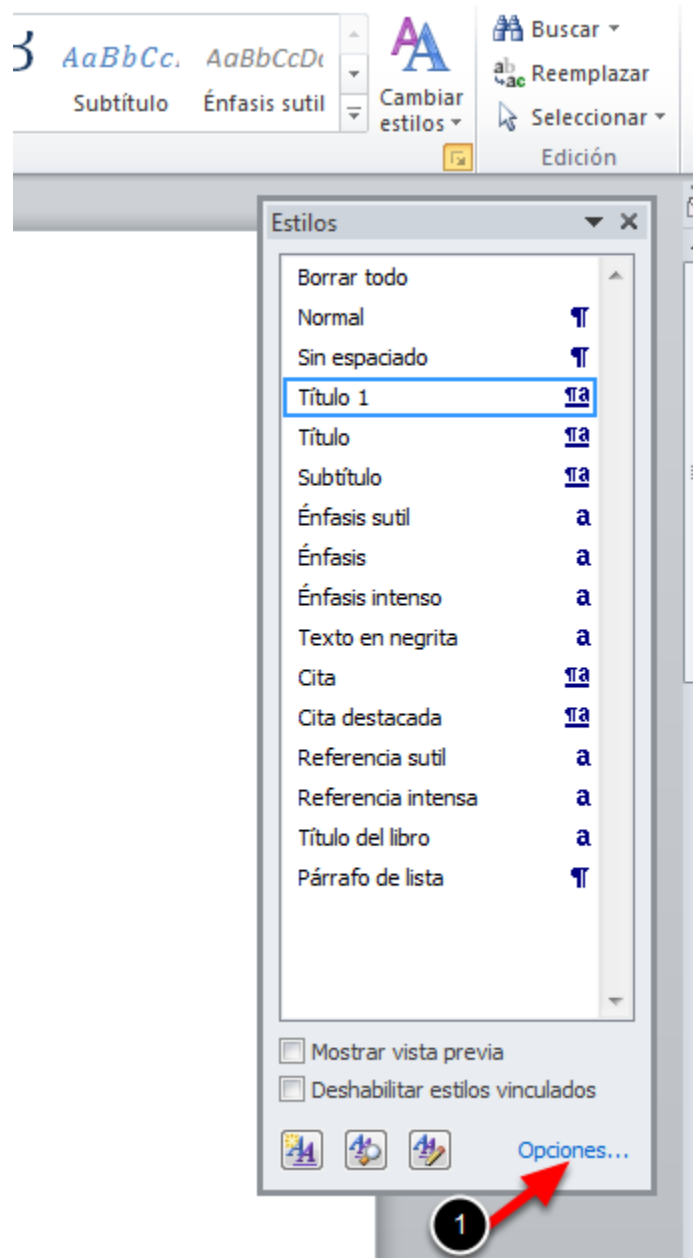 AaBbCc. AaBbCcDc
Subtítulo Énfasis sutil
Cambiar
estilos
Buscar
Reemplazar
Seleccionar
Edición
Estilos
Borrar todo
Normal ¶
Sin espaciado ¶
Título 1 ¶a
Título ¶a
Subtítulo ¶a
Énfasis sutil a
Énfasis a
Énfasis intenso a
Texto en negrita a
Cita ¶a
Cita destacada ¶a
Referencia sutil a
Referencia intensa a
Título del libro a
Párrafo de lista ¶
Mostrar vista previa
Deshabilitar estilos vinculados
Opciones...
1